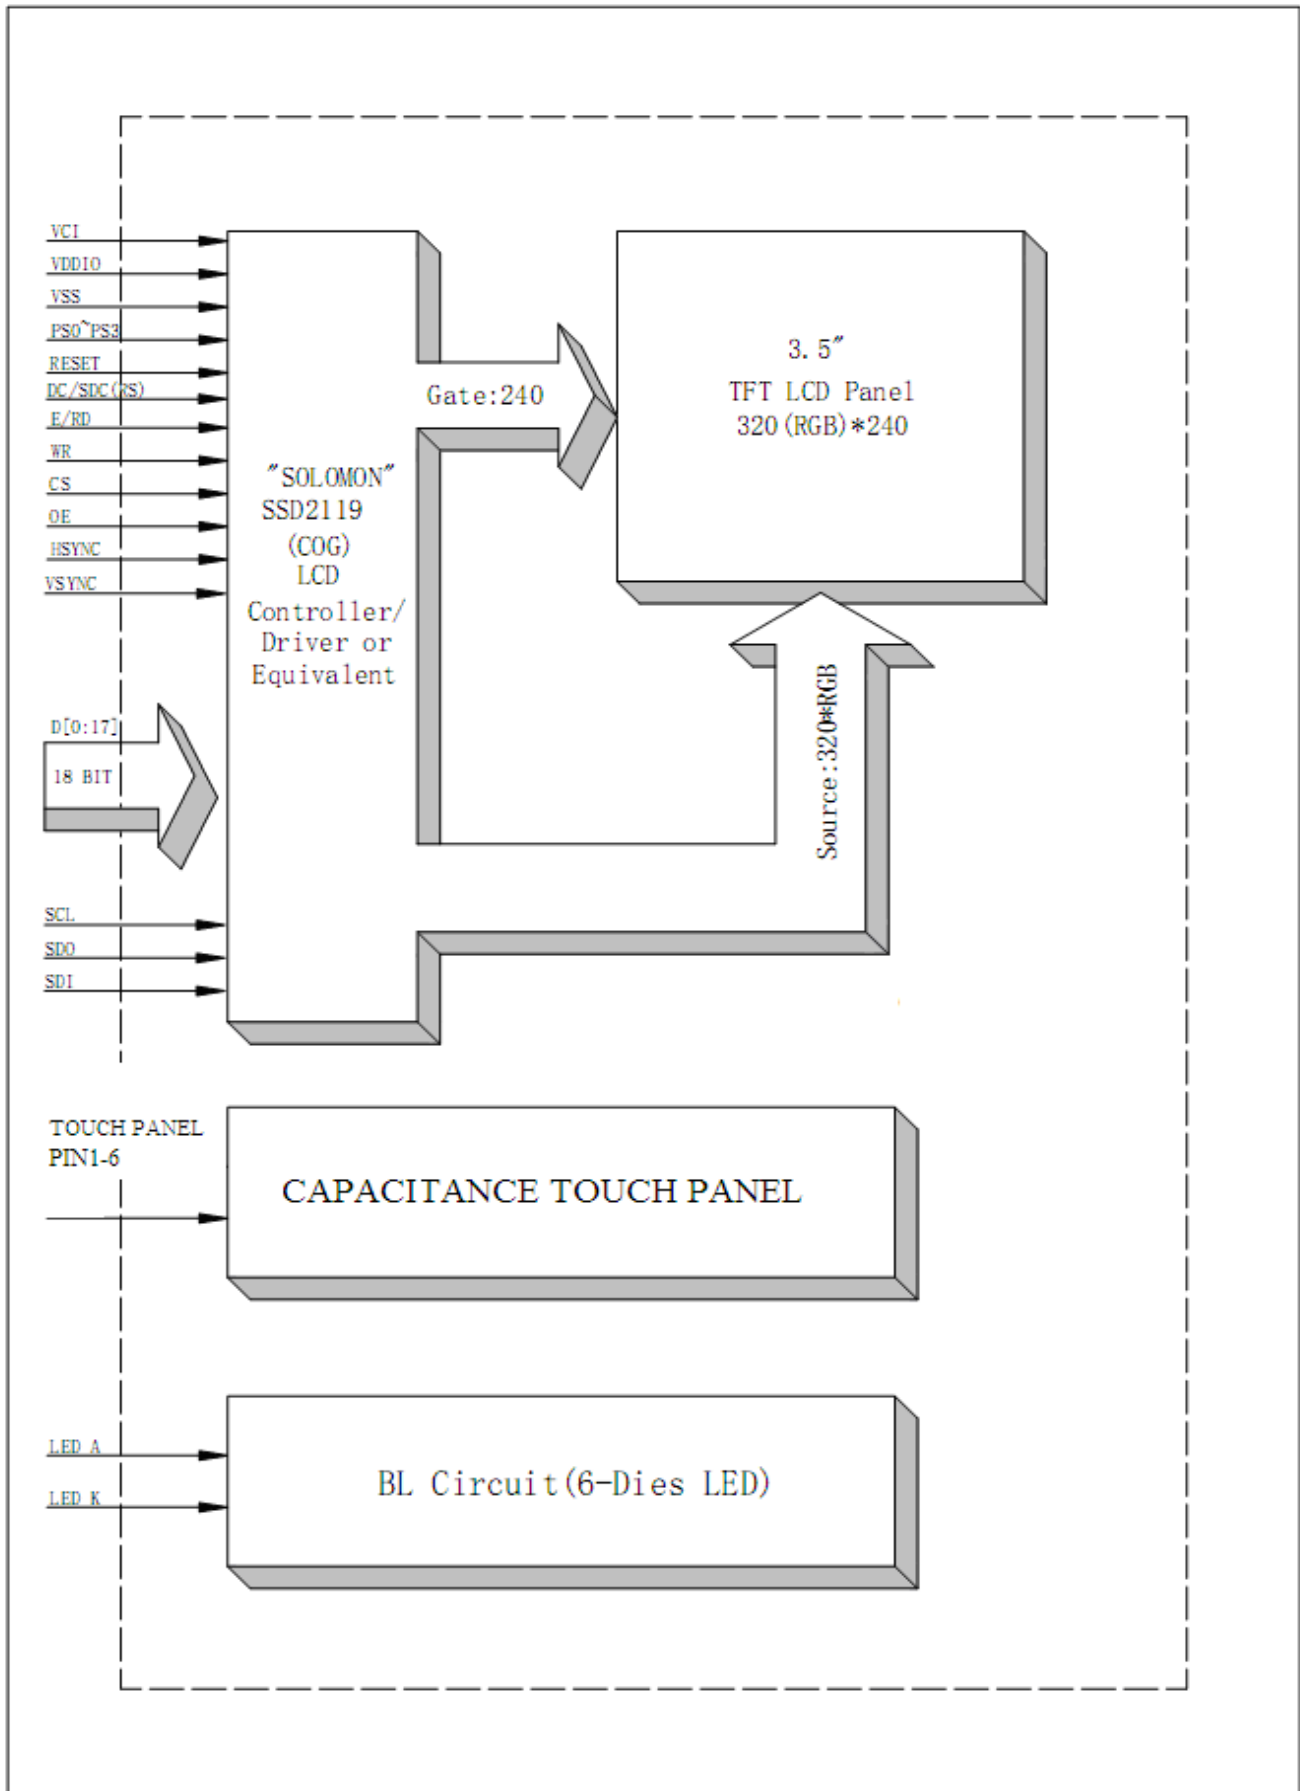 VCI
VDDIO
VSS
PS0~PS3
RESET
DC/SDC(RS)
E/RD
WR
CS
OE
HSYNC
VSYNC
D[0:17]
18 BIT
SCL
SDO
SDI
"SOLOMON"
SSD2119
(COG)
LCD
Controller/
Driver or
Equivalent
Gate:240
3.5"
TFT LCD Panel
320(RGB)*240
Source:320*RGB
TOUCH PANEL
PIN1-6
CAPACITANCE TOUCH PANEL
LED A
LED K
BL Circuit(6-Dies LED)